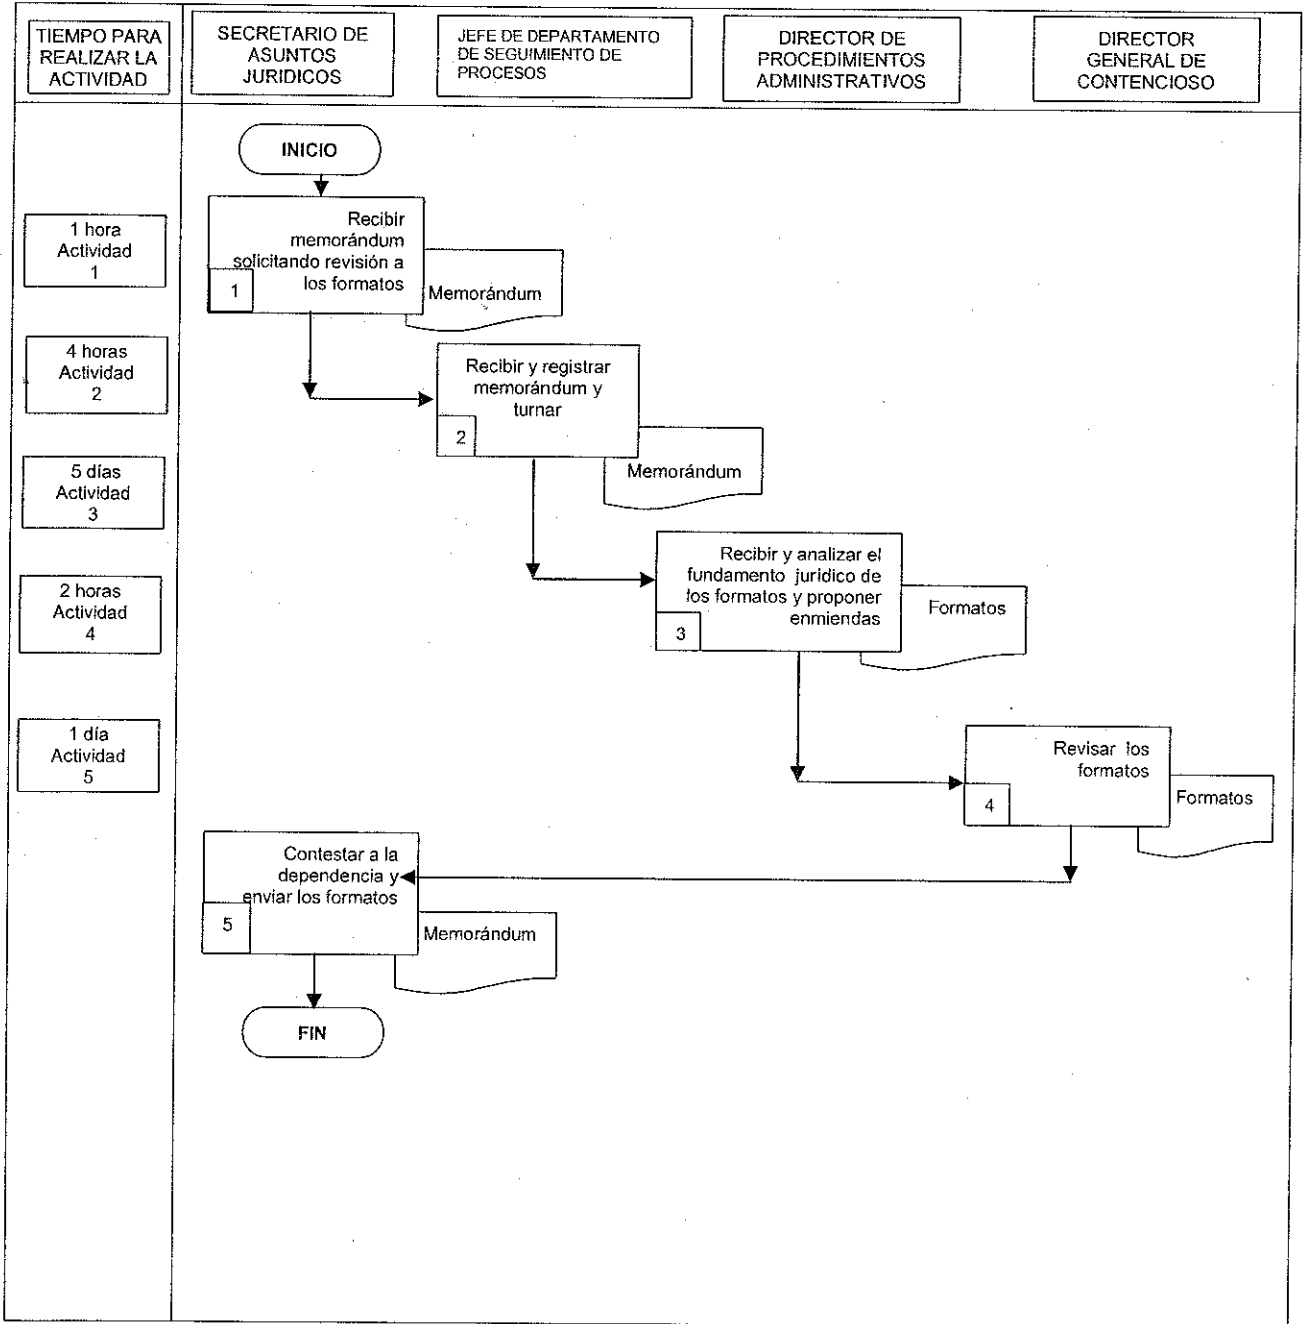 TIEMPO PARA
REALIZAR LA
ACTIVIDAD
SECRETARIO DE
ASUNTOS
JURIDICOS
JEFE DE DEPARTAMENTO
DE SEGUIMIENTO DE
PROCESOS
DIRECTOR DE
PROCEDIMIENTOS
ADMINISTRATIVOS
DIRECTOR
GENERAL DE
CONTENCIOSO
INICIO
1 hora
Actividad
1
Recibir
memorándum
solicitando revisión a
los formatos
1
Memorándum
4 horas
Actividad
2
Recibir y registrar
memorándum y
turnar
2
Memorándum
5 días
Actividad
3
Recibir y analizar el
fundamento juridico de
los formatos y proponer
enmiendas
3
Formatos
2 horas
Actividad
4
Revisar los
formatos
4
Formatos
1 día
Actividad
5
Contestar a la
dependencia y
enviar los formatos
5
Memorándum
FIN